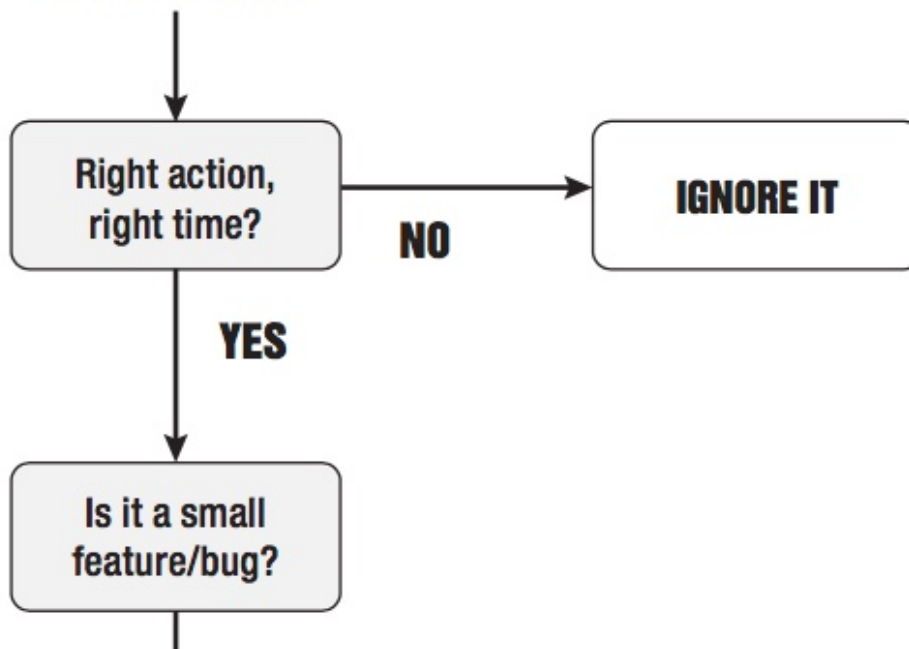 Right action,
right time?
IGNORE IT
NO
YES
Is it a small
feature/bug?